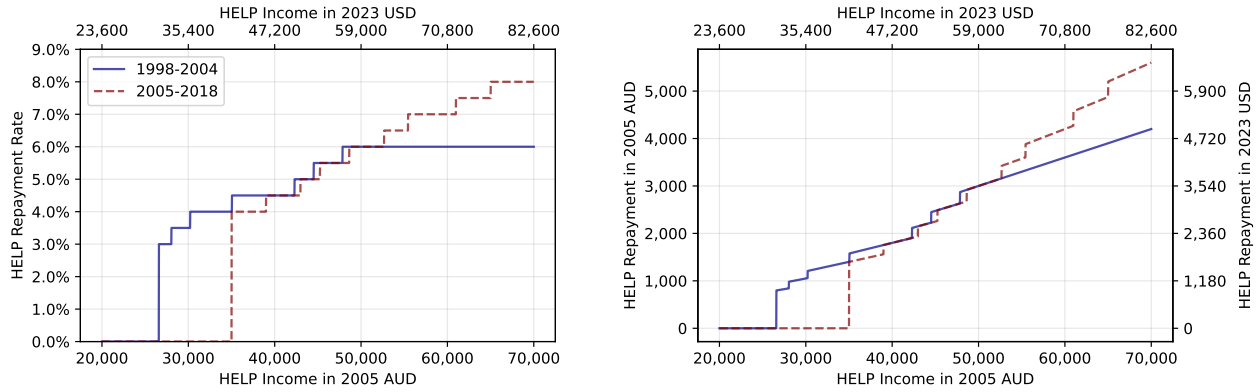 HELP Income in 2023 USD
23,600 35,400 47,200 59,000 70,800 82,600
9.0%
8.0%
7.0%
6.0%
5.0%
4.0%
3.0%
2.0%
1.0%
0.0%
HELP Repayment Rate
1998-2004
2005-2018
20,000 30,000 40,000 50,000 60,000 70,000
HELP Income in 2005 AUD
HELP Income in 2023 USD
23,600 35,400 47,200 59,000 70,800 82,600
5,000
4,000
3,000
2,000
1,000
0
HELP Repayment in 2005 AUD
5,900
4,720
3,540
2,360
1,180
0
HELP Repayment in 2023 USD
20,000 30,000 40,000 50,000 60,000 70,000
HELP Income in 2005 AUD